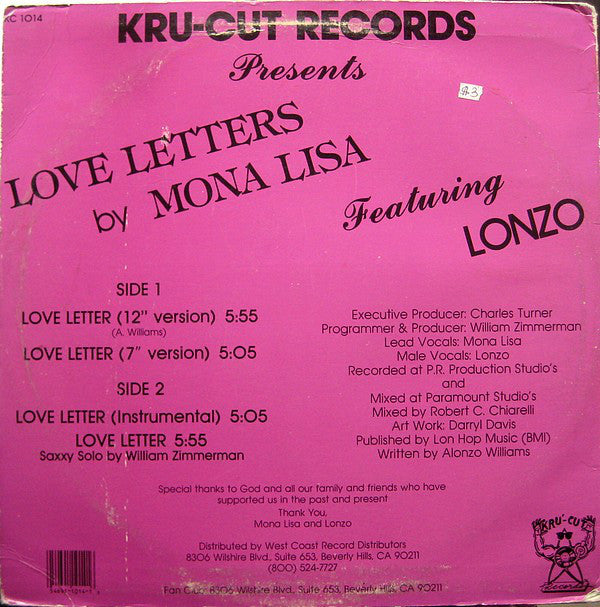 KC 1014
KRU-CUT RECORDS
Presents
$3
LOVE LETTERS
by MONA LISA
Featuring
LONZO
SIDE 1
LOVE LETTER (12" version) 5:55
(A. Williams)
LOVE LETTER (7" version) 5:05
SIDE 2
LOVE LETTER (Instrumental) 5:05
LOVE LETTER 5:55
Saxxy Solo by William Zimmerman
Executive Producer: Charles Turner
Programmer & Producer: William Zimmerman
Lead Vocals: Mona Lisa
Male Vocals: Lonzo
Recorded at P.R. Production Studio's
and
Mixed at Paramount Studio's
Mixed by Robert C. Chiarelli
Art Work: Darryl Davis
Published by Lon Hop Music (BMI)
Written by Alonzo Williams
Special thanks to God and all our family and friends who have
supported us in the past and present
Thank You,
Mona Lisa and Lonzo
Distributed by West Coast Record Distributors
8306 Wilshire Blvd., Suite 653, Beverly Hills, CA 90211
(800) 524-7727
Fan Club: 8306 Wilshire Blvd., Suite 653, Beverly Hills, CA 90211
KRU-CUT
Records